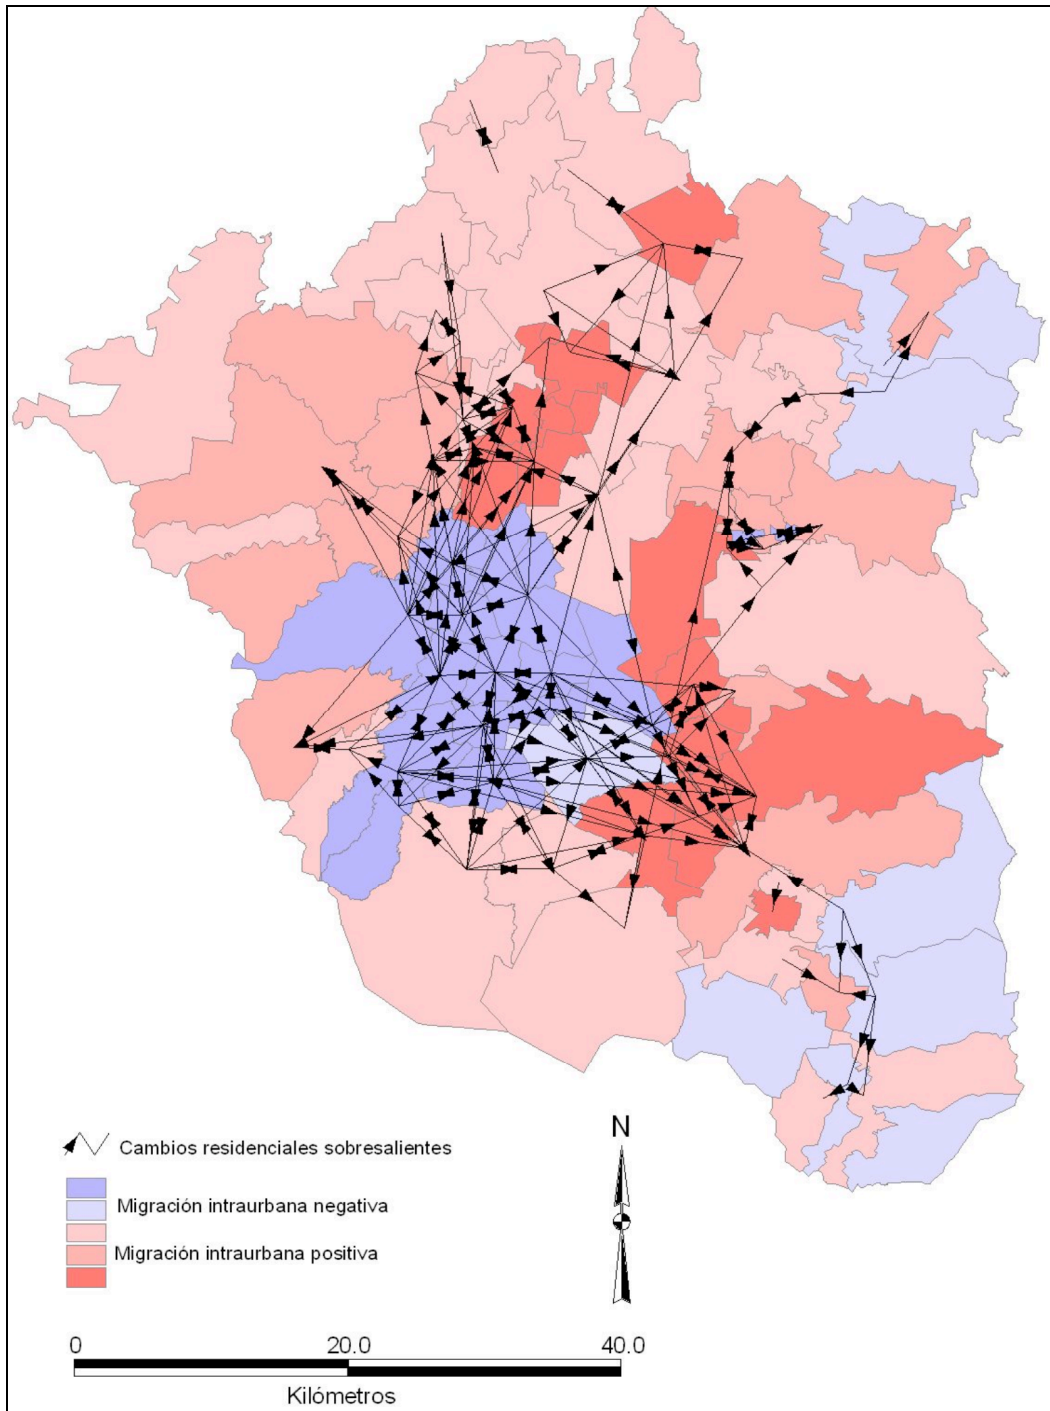 N
Cambios residenciales sobresalientes
Migración intraurbana negativa
Migración intraurbana positiva
0 20.0 40.0
Kilómetros